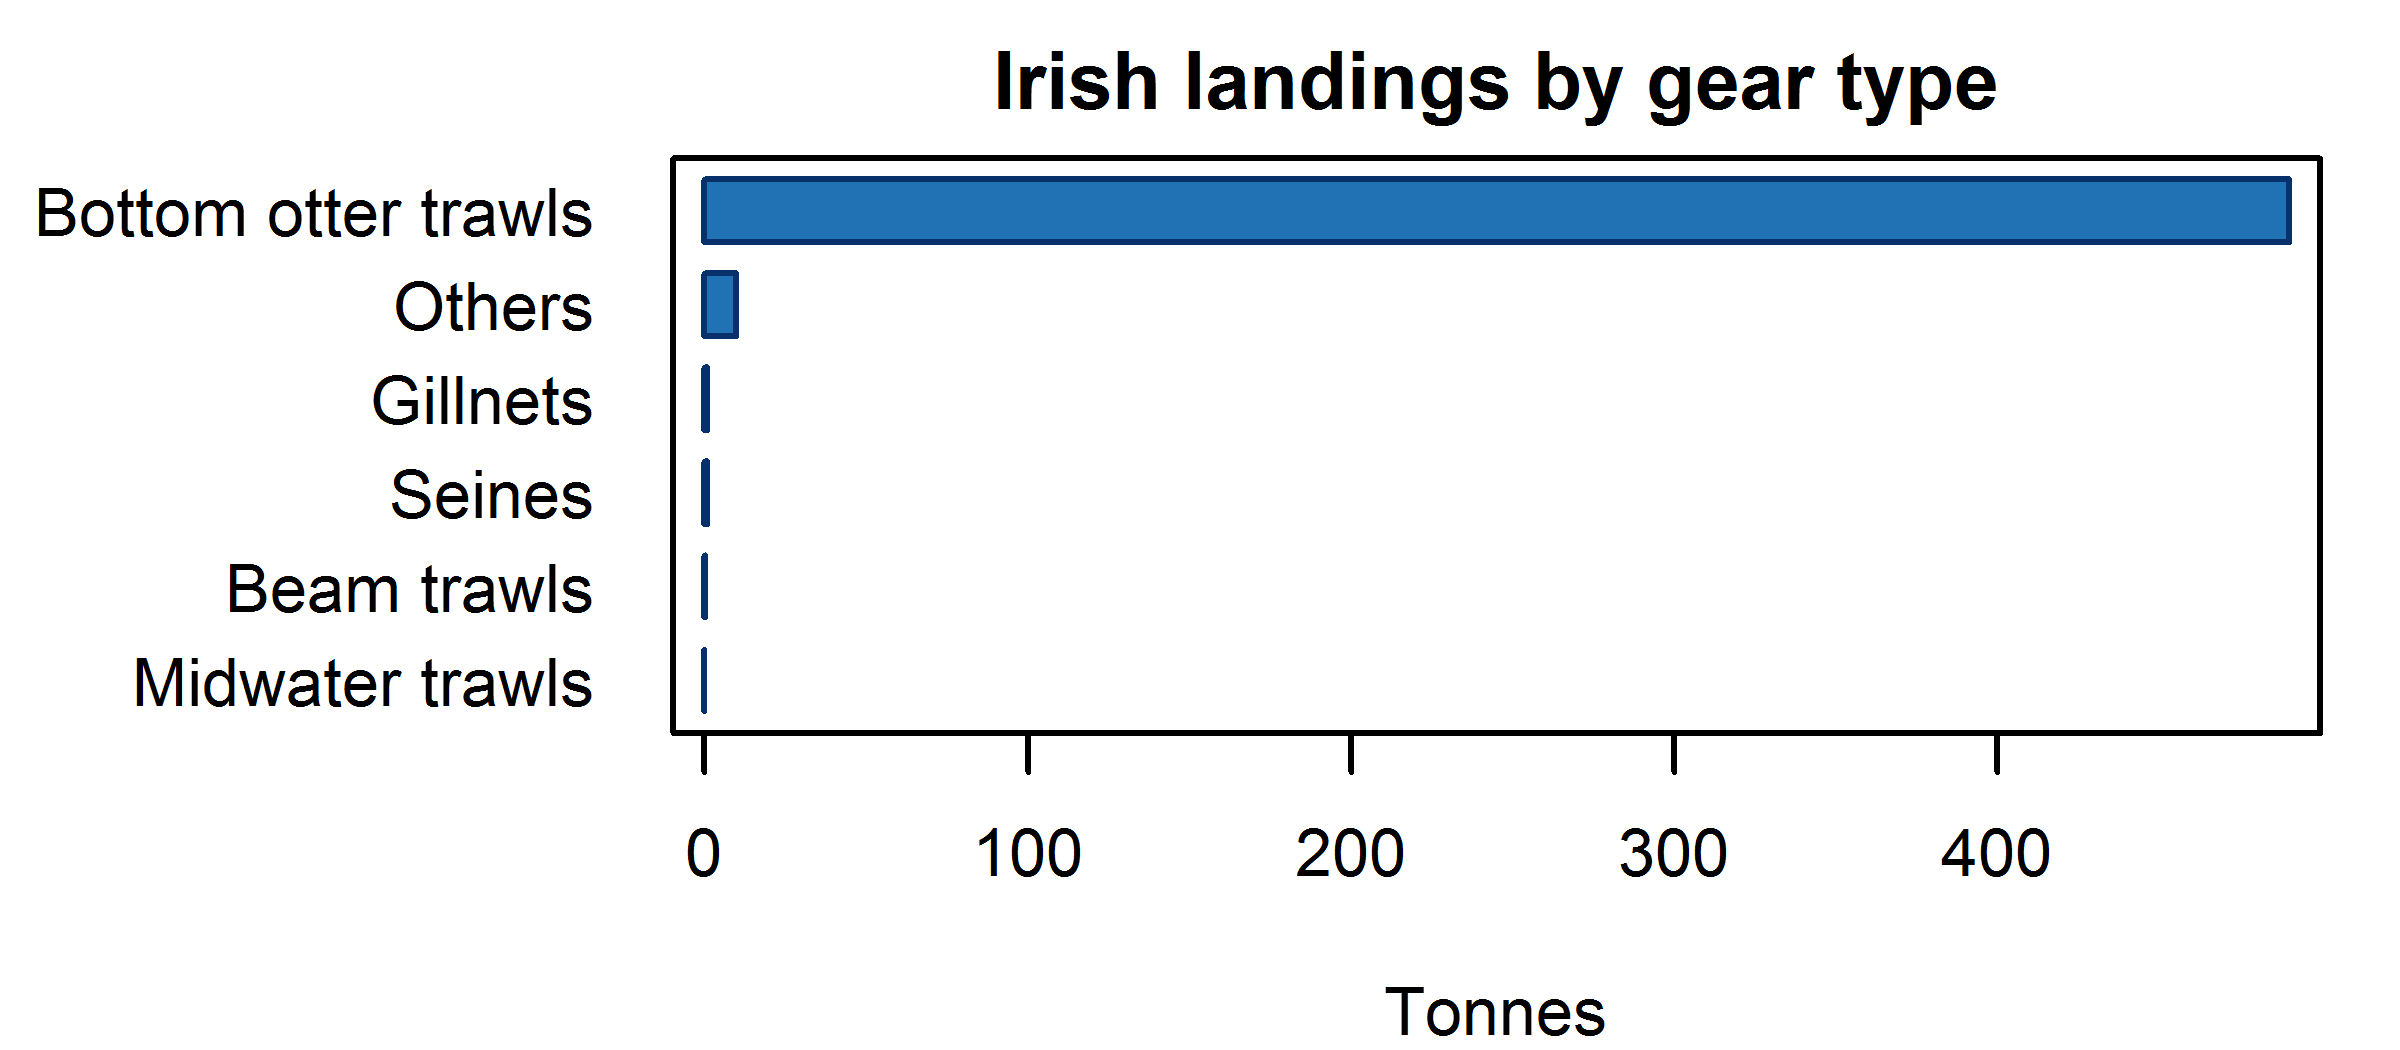 Irish landings by gear type
Bottom otter trawls
Others
Gillnets
Seines
Beam trawls
Midwater trawls
0 100 200 300 400
Tonnes